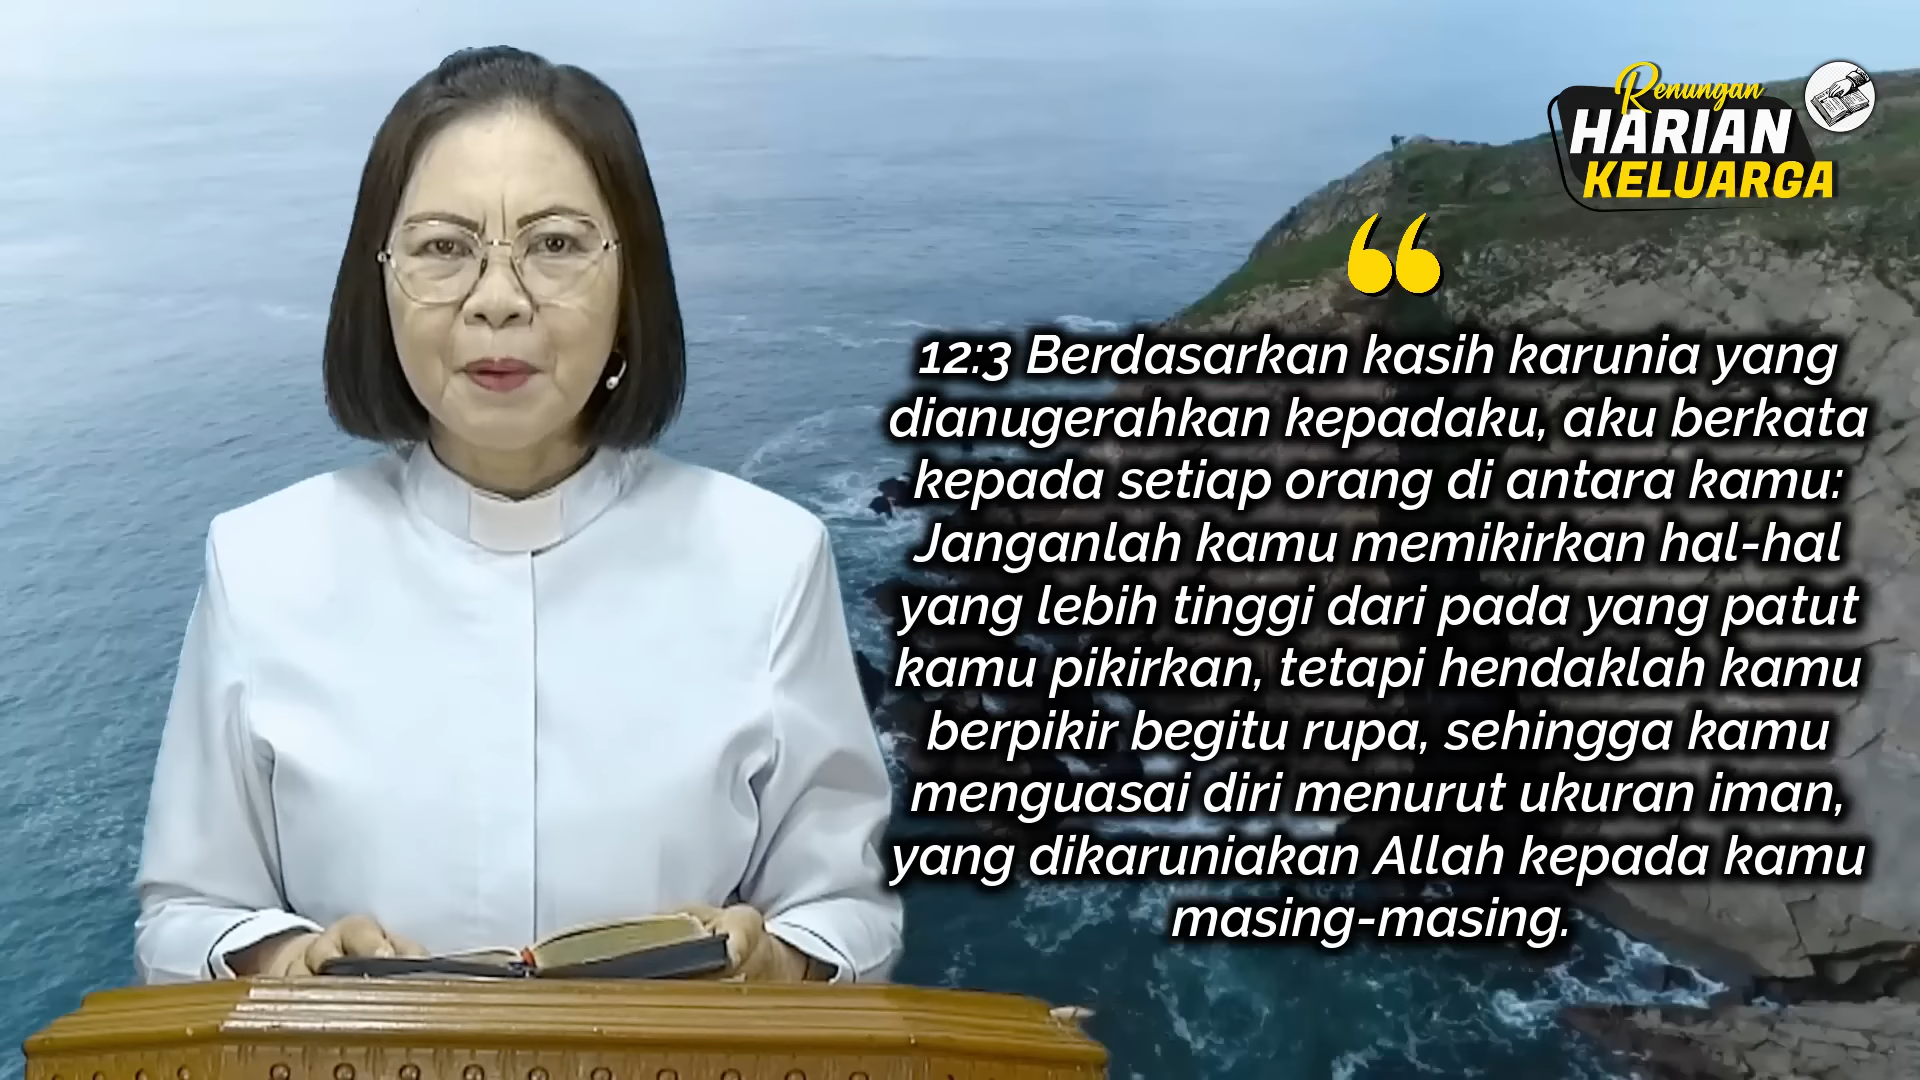 Renungan
HARIAN
KELUARGA
“
12:3 Berdasarkan kasih karunia yang
dianugerahkan kepadaku, aku berkata
kepada setiap orang di antara kamu:
Janganlah kamu memikirkan hal-hal
yang lebih tinggi dari pada yang patut
kamu pikirkan, tetapi hendaklah kamu
berpikir begitu rupa, sehingga kamu
menguasai diri menurut ukuran iman,
yang dikaruniakan Allah kepada kamu
masing-masing.